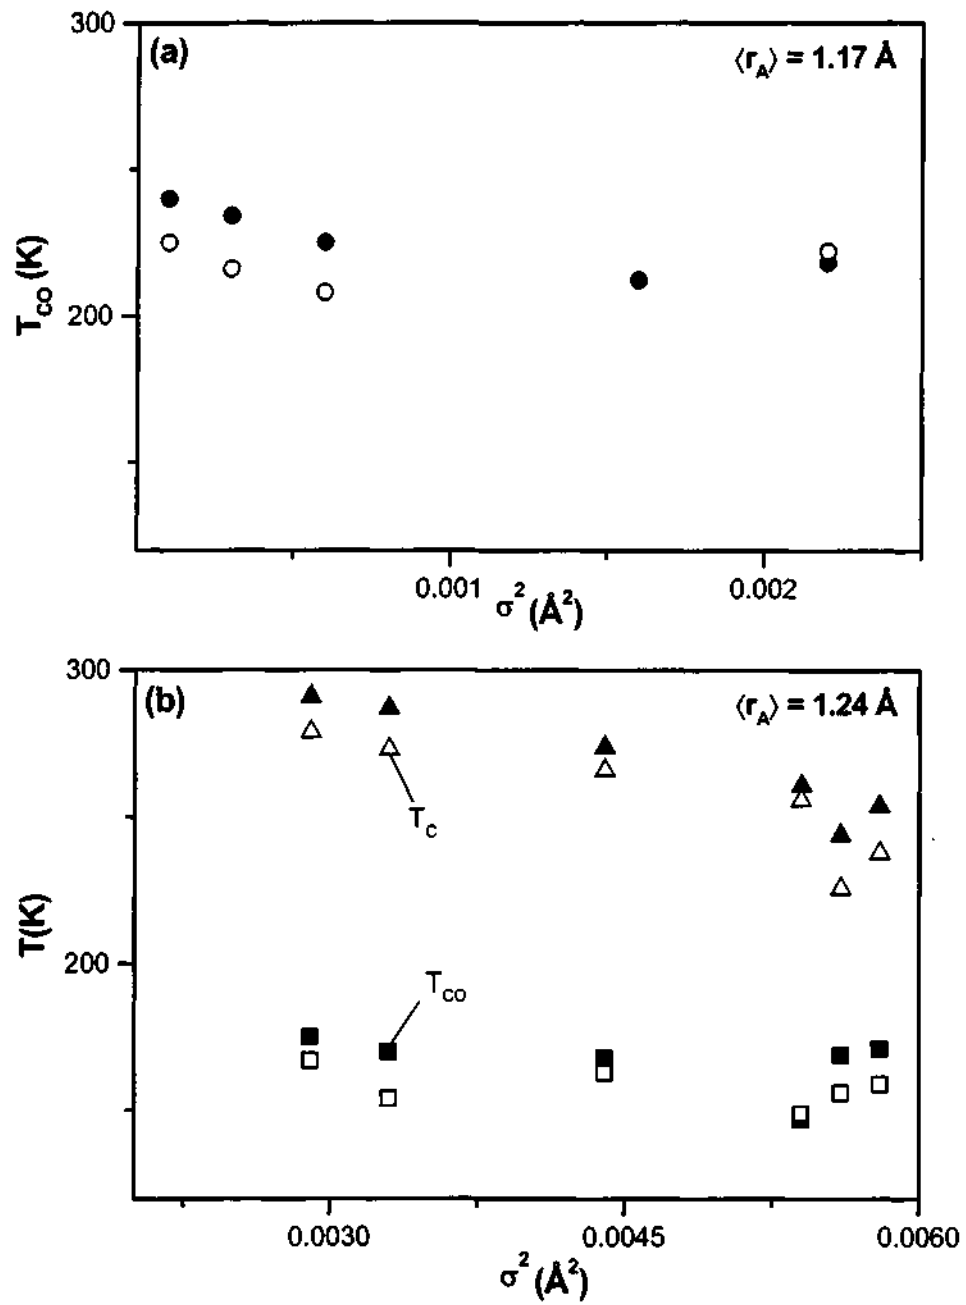 300
(a)
⟨r_A⟩ = 1.17 Å
T_CO (K)
200
0.001
0.002
σ² (Å²)
300
(b)
⟨r_A⟩ = 1.24 Å
T_C
T(K)
200
T_CO
0.0030
0.0045
0.0060
σ² (Å²)